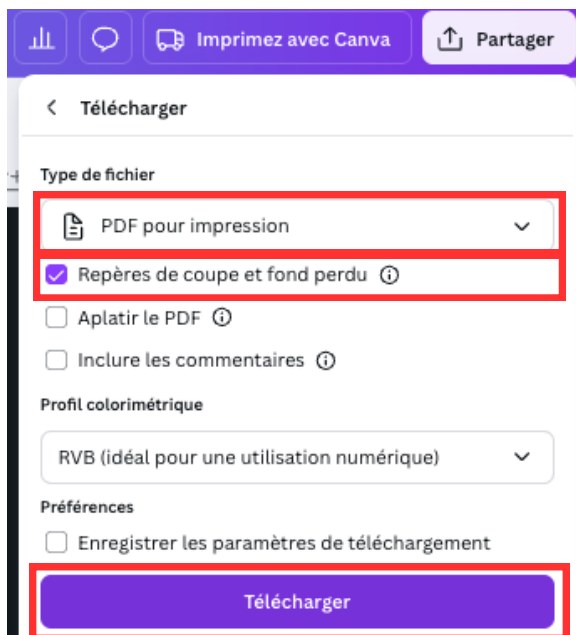 Imprimez avec Canva
Partager
Télécharger
Type de fichier
PDF pour impression
Repères de coupe et fond perdu
Aplatir le PDF
Inclure les commentaires
Profil colorimétrique
RVB (idéal pour une utilisation numérique)
Préférences
Enregistrer les paramètres de téléchargement
Télécharger